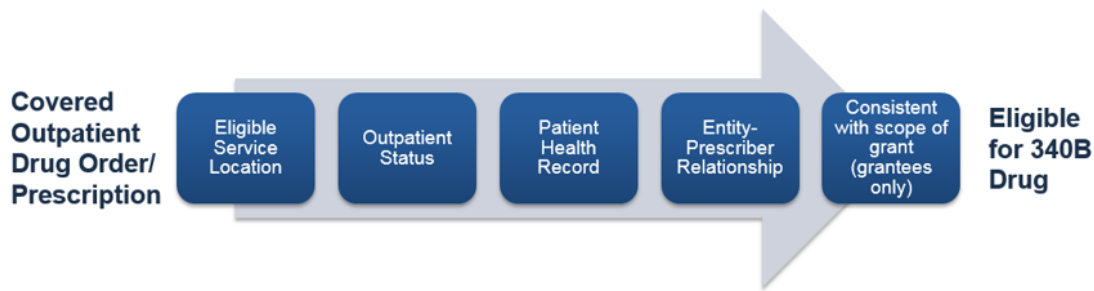 Covered
Outpatient
Drug Order/
Prescription
Eligible
Service
Location
Outpatient
Status
Patient
Health
Record
Entity-
Prescriber
Relationship
Consistent
with scope of
grant
(grantees
only)
Eligible
for 340B
Drug